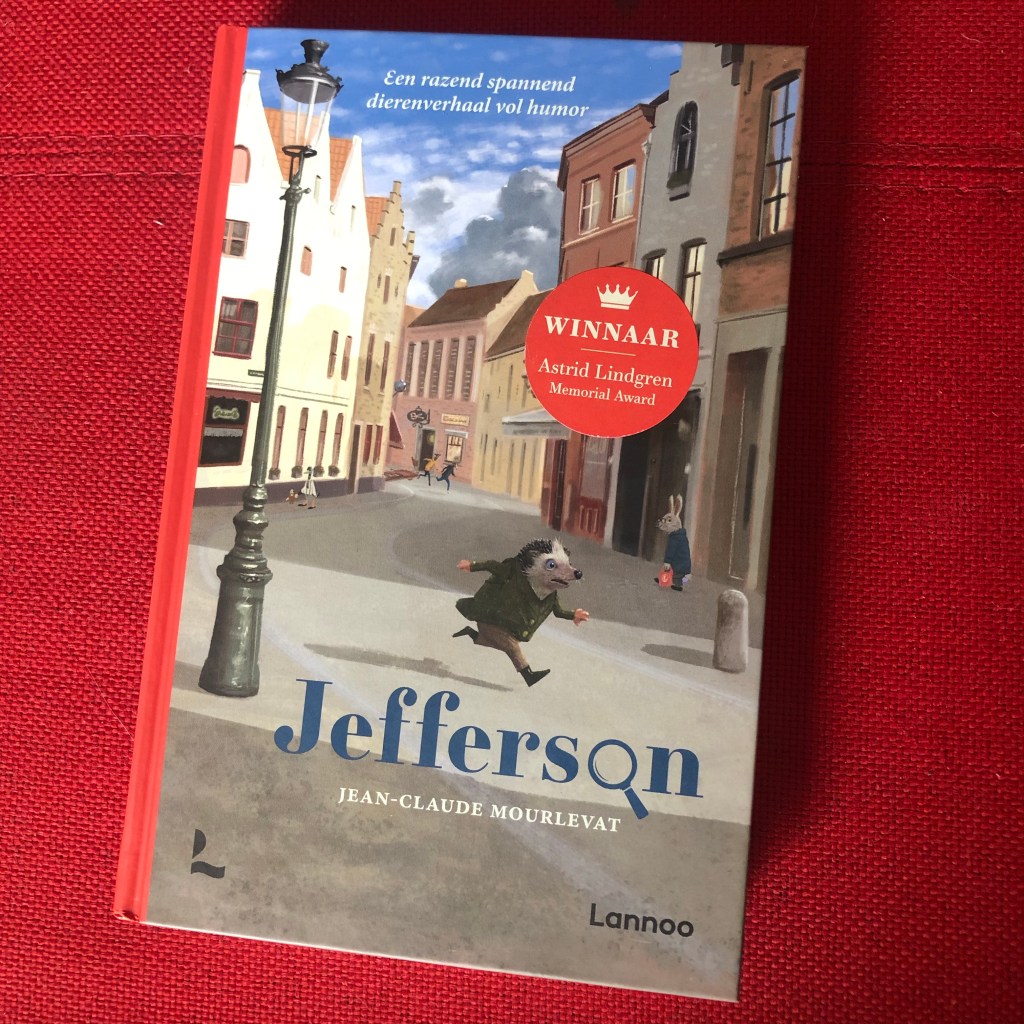 Een razend spannend
dierenverhaal vol humor
WINNAAR
Astrid Lindgren
Memorial Award
Jefferson
JEAN-CLAUDE MOURLEVAT
Lannoo